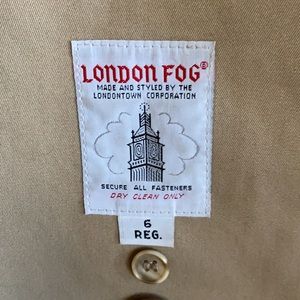 LONDON FOG®
MADE AND STYLED BY THE
LONDONTOWN CORPORATION
SECURE ALL FASTENERS
DRY CLEAN ONLY
6
REG.